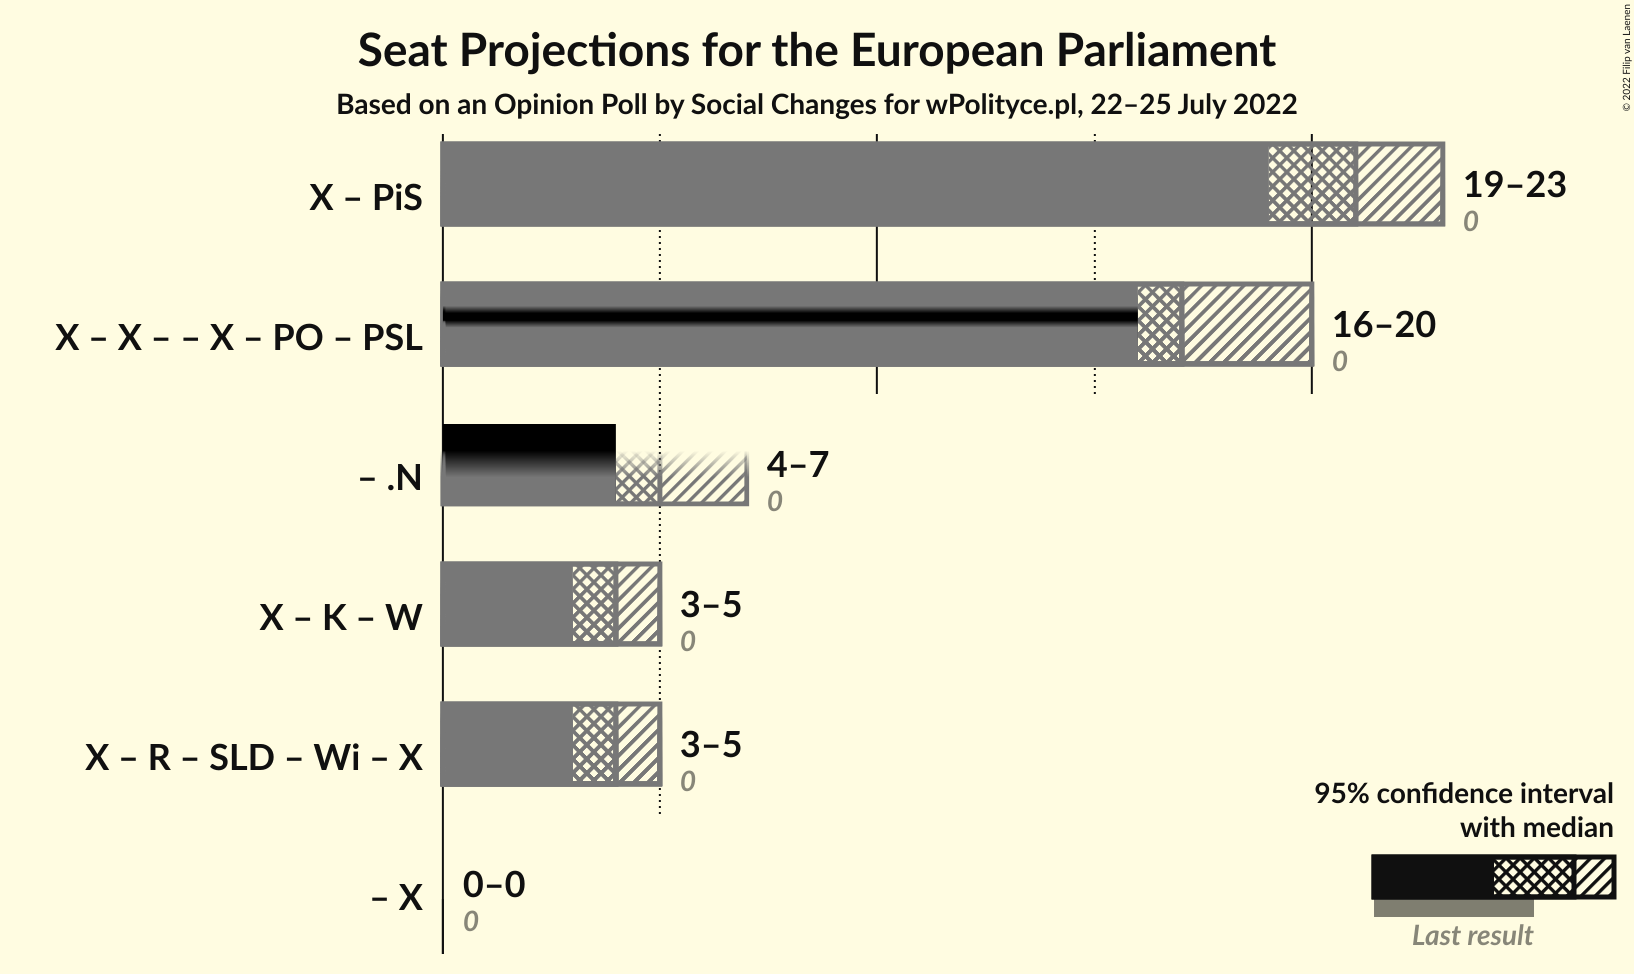 Seat Projections for the European Parliament
Based on an Opinion Poll by Social Changes for wPolityce.pl, 22–25 July 2022
© 2022 Filip van Laenen
X – PiS
19–23
0
X – X – – X – PO – PSL
16–20
0
– .N
4–7
0
X – K – W
3–5
0
X – R – SLD – Wi – X
3–5
0
– X
0–0
0
95% confidence interval
with median
Last result